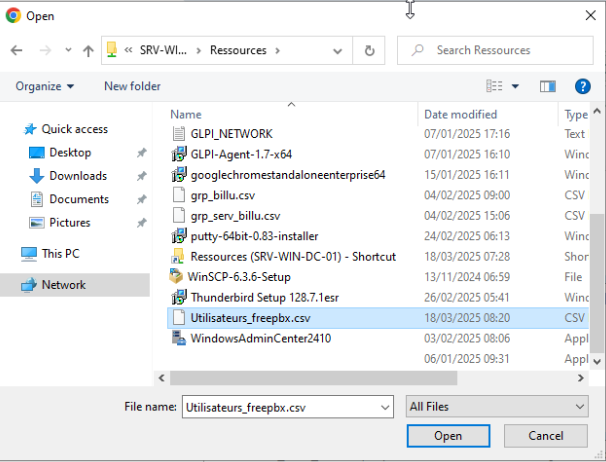 Open
« SRV-WI... › Ressources ›
Search Ressources
Organize
New folder
Name
Date modified
Type
Quick access
Desktop
Downloads
Documents
Pictures
This PC
Network
GLPI_NETWORK 07/01/2025 17:16 Text
GLPI-Agent-1.7-x64 07/01/2025 16:10 Winc
googlechromestandaloneenterprise64 15/01/2025 16:11 Winc
grp_billu.csv 04/02/2025 09:00 CSV
grp_serv_billu.csv 04/02/2025 15:06 CSV
putty-64bit-0.83-installer 24/02/2025 06:13 Winc
Ressources (SRV-WIN-DC-01) - Shortcut 18/03/2025 07:28 Shor
WinSCP-6.3.6-Setup 13/11/2024 06:59 File
Thunderbird Setup 128.7.1esr 26/02/2025 05:41 Winc
Utilisateurs_freepbx.csv 18/03/2025 08:20 CSV
WindowsAdminCenter2410 03/02/2025 08:06 Appl
06/01/2025 09:31 Appl
File name: Utilisateurs_freepbx.csv
All Files
Open
Cancel